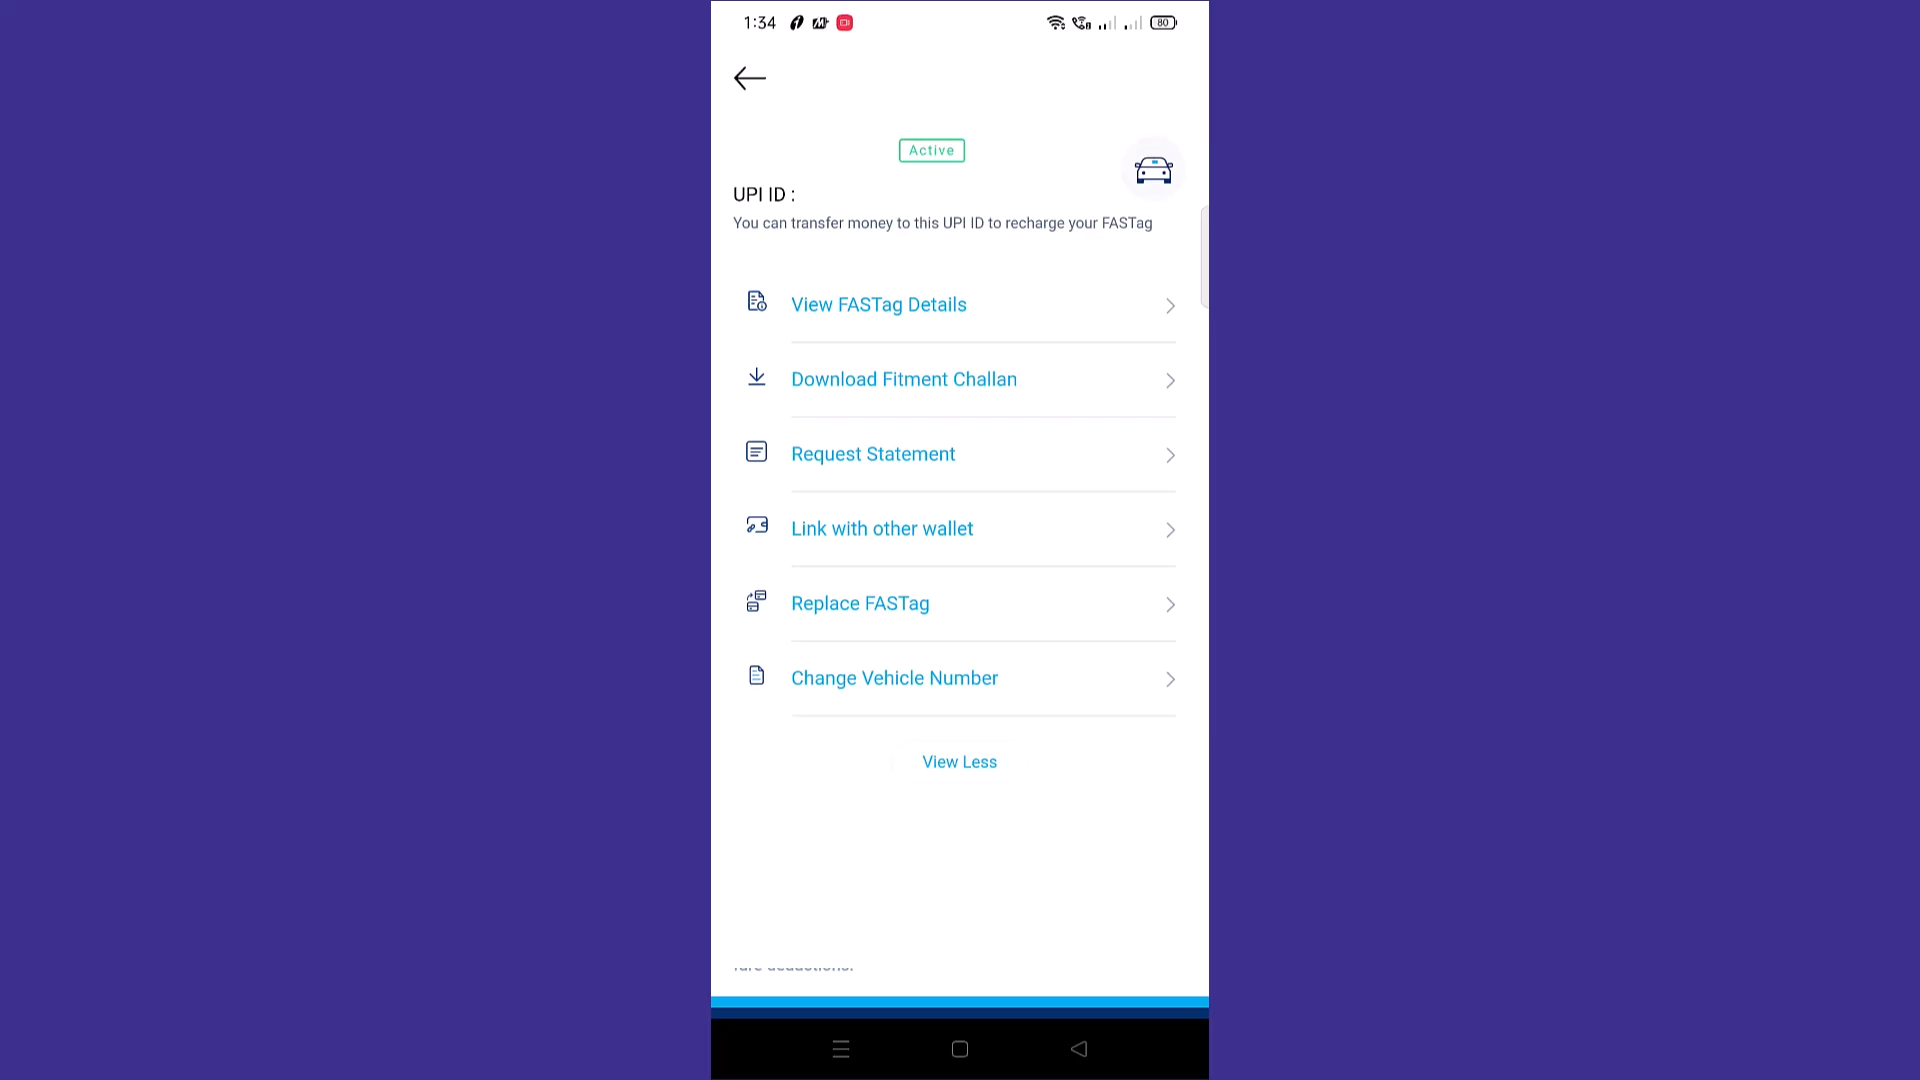 1:34
80
Active
UPI ID :
You can transfer money to this UPI ID to recharge your FASTag
View FASTag Details
Download Fitment Challan
Request Statement
Link with other wallet
Replace FASTag
Change Vehicle Number
View Less